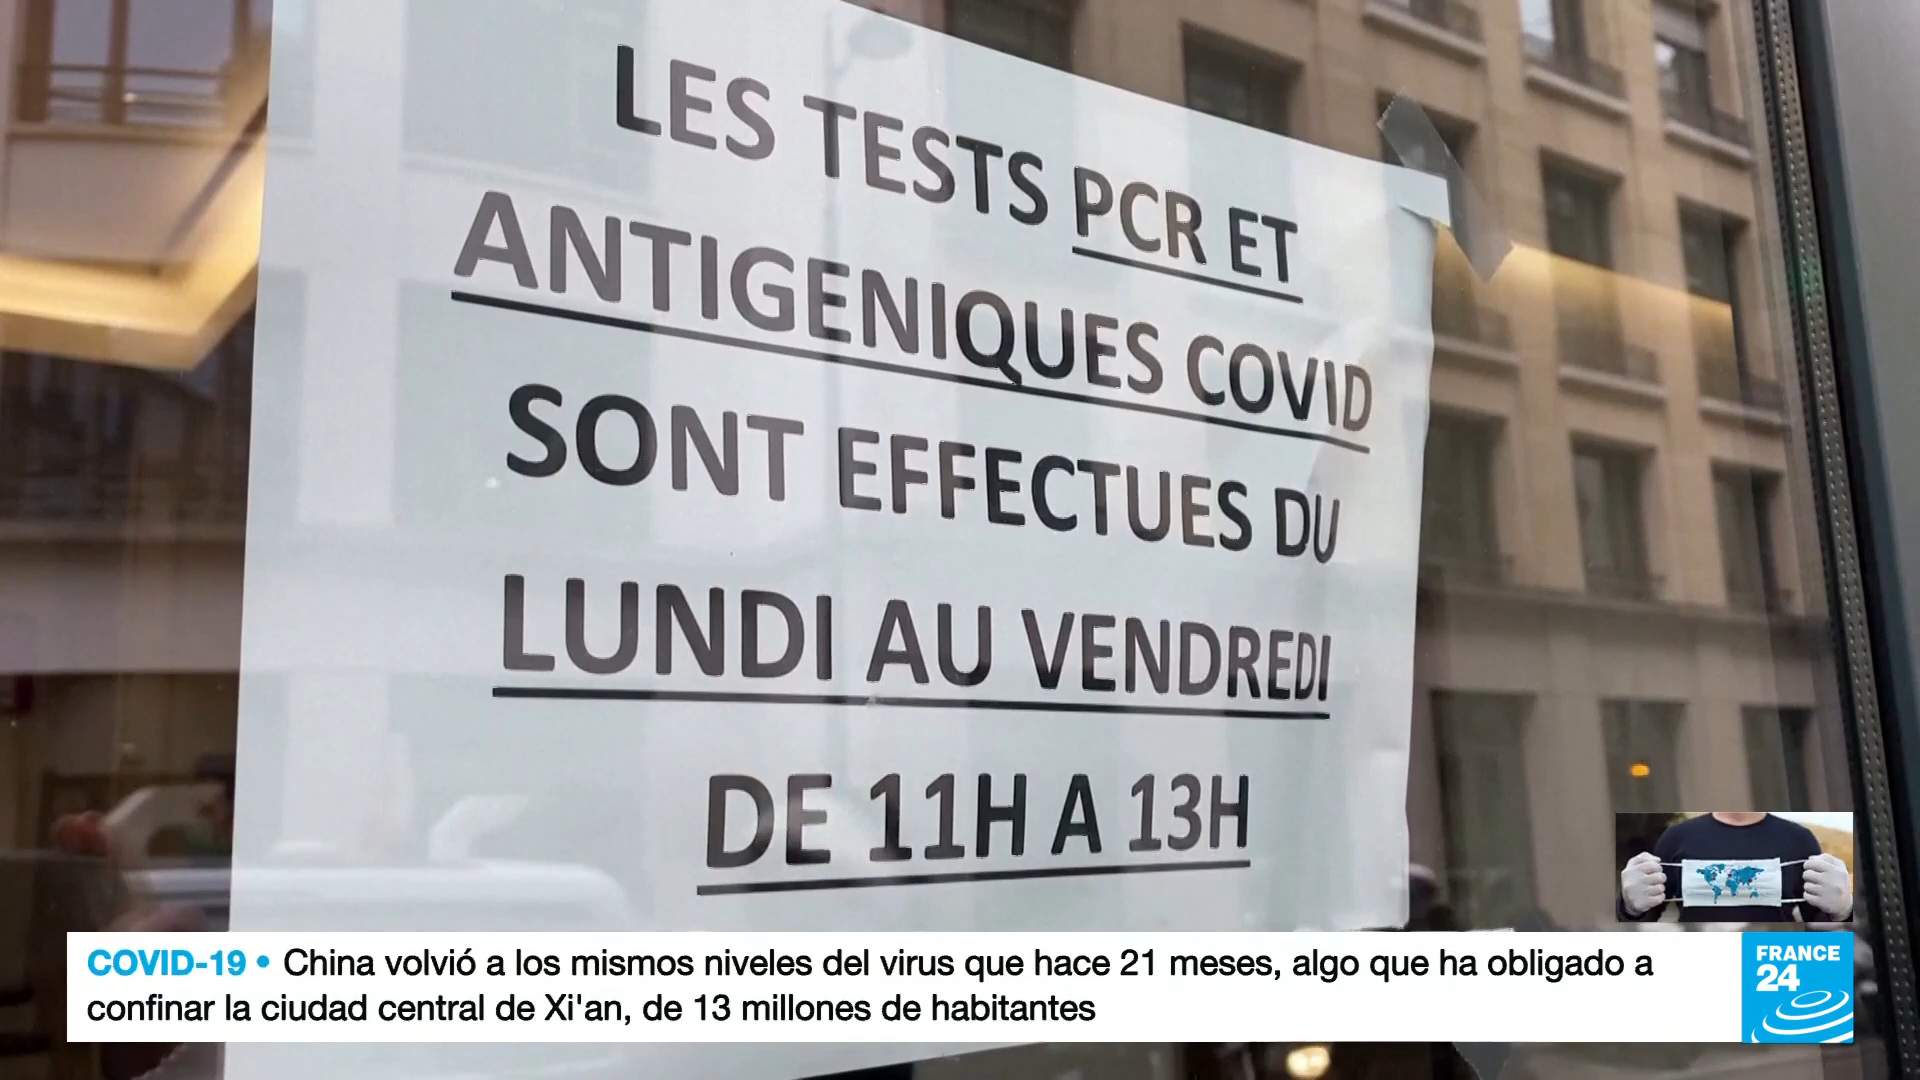 LES TESTS PCR ET
ANTIGENIQUES COVID
SONT EFFECTUES DU
LUNDI AU VENDREDI
DE 11H A 13H
COVID-19 • China volvió a los mismos niveles del virus que hace 21 meses, algo que ha obligado a
confinar la ciudad central de Xi'an, de 13 millones de habitantes
FRANCE
24